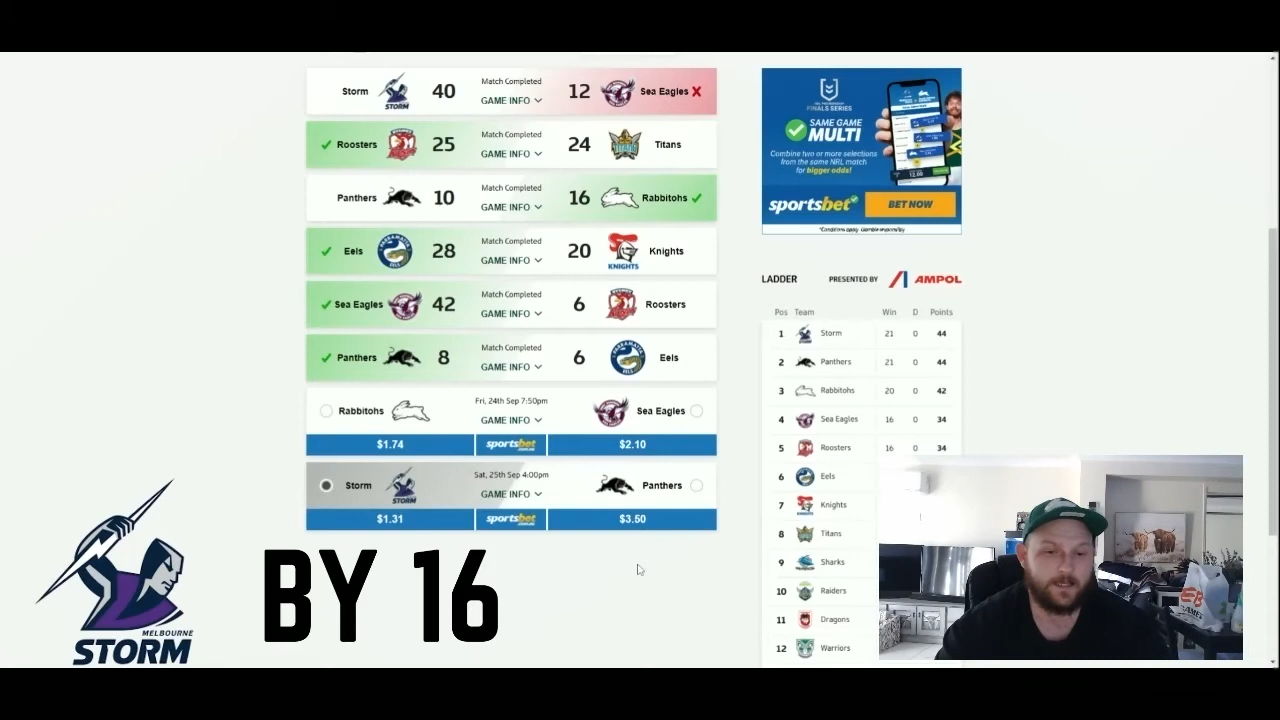 Storm STORM 40 Match Completed GAME INFO 12 Sea Eagles
Roosters 25 Match Completed GAME INFO 24 TITANS Titans
Panthers 10 Match Completed GAME INFO 16 Rabbitohs
Eels 28 Match Completed GAME INFO 20 KNIGHTS Knights
Sea Eagles 42 Match Completed GAME INFO 6 Roosters
Panthers 8 Match Completed GAME INFO 6 Eels
Rabbitohs Fri, 24th Sep 7:50pm GAME INFO Sea Eagles
$1.74 sportsbet $2.10
Storm STORM Sat, 25th Sep 4:00pm GAME INFO Panthers
$1.31 sportsbet $3.50
MELBOURNE
STORM
BY 16
FINALS SERIES
SAME GAME
MULTI
Combine two or more selections
from the same NRL match
for bigger odds!
sportsbet BET NOW
LADDER PRESENTED BY AMPOL
Pos Team Win D Points
1 Storm 21 0 44
2 Panthers 21 0 44
3 Rabbitohs 20 0 42
4 Sea Eagles 16 0 34
5 Roosters 16 0 34
6 Eels
7 Knights
8 Titans
9 Sharks
10 Raiders
11 Dragons
12 Warriors